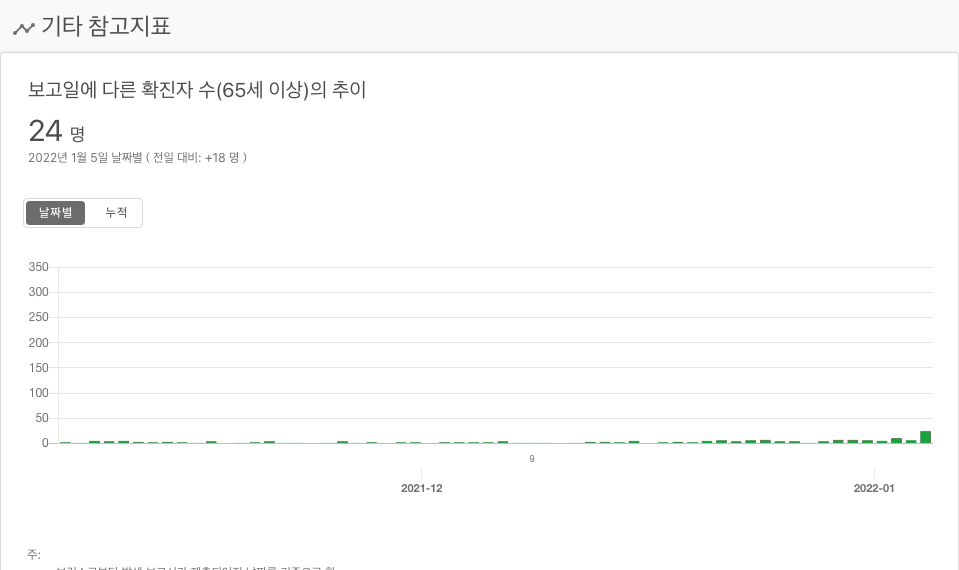 기타 참고지표
보고일에 다른 확진자 수(65세 이상)의 추이
24 명
2022년 1월 5일 날짜별 ( 전일 대비: +18 명 )
날짜별 누적
350
300
250
200
150
100
50
0
9
2021-12 2022-01
주: